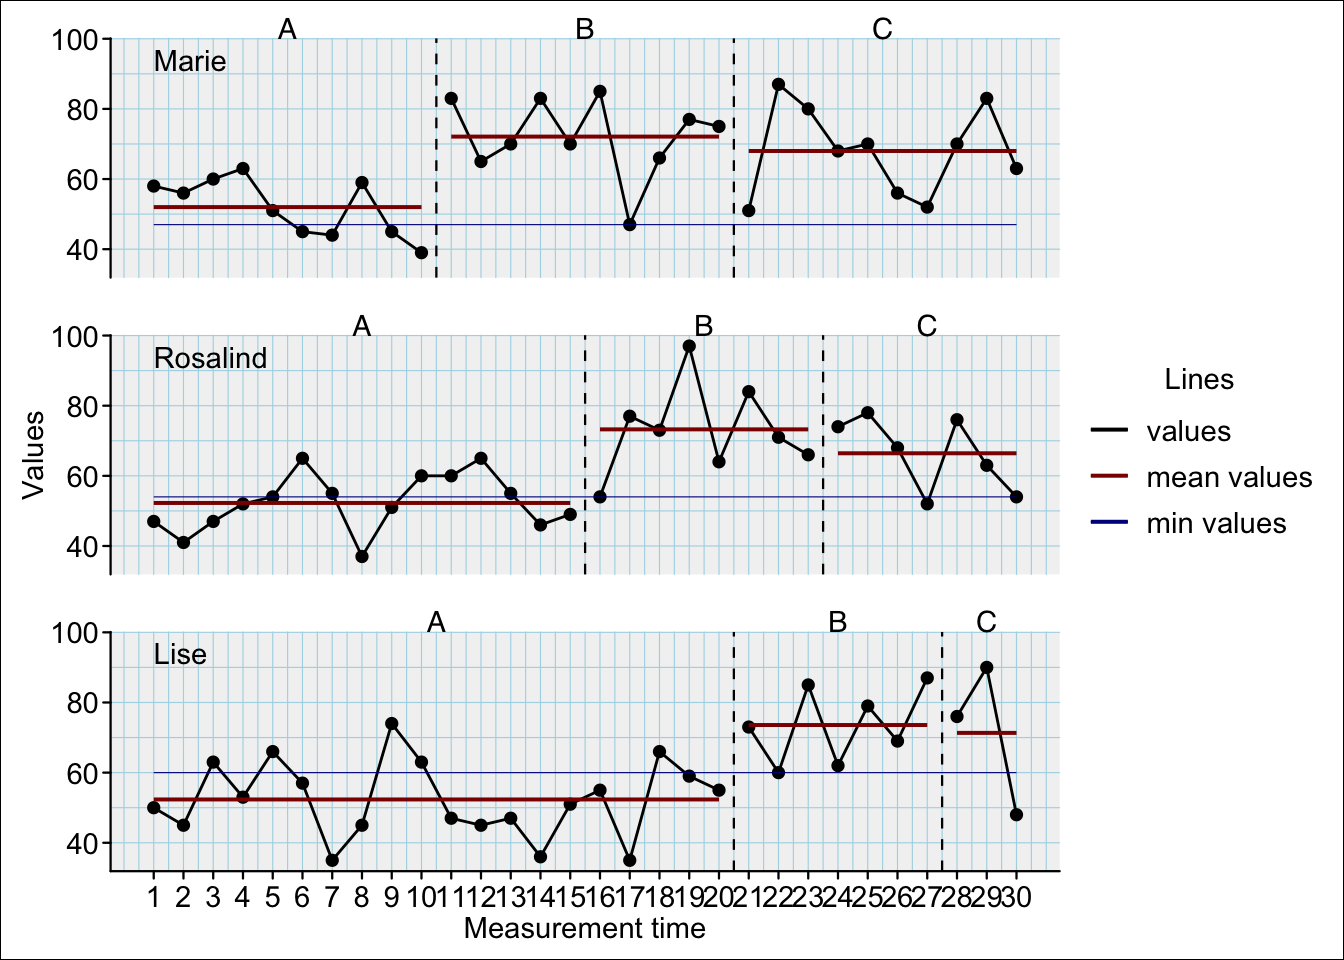 A B C
100
Marie
80
60
40
A B C
100
Rosalind
80
60
40
A B C
100
Lise
80
60
40
1 2 3 4 5 6 7 8 9 10 11 12 13 14 15 16 17 18 19 20 21 22 23 24 25 26 27 28 29 30
Measurement time
Values
Lines
values
mean values
min values